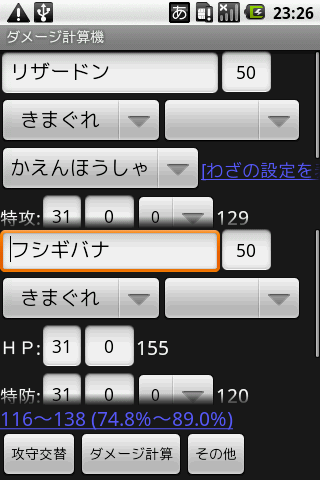 あ 23:26
ダメージ計算機
リザードン 50
きまぐれ
かえんほうしゃ [わざの設定を
特攻: 31 0 0 129
フシギバナ 50
きまぐれ
ＨＰ: 31 0 155
特防: 31 0 0 120
116～138 (74.8%～89.0%)
攻守交替 ダメージ計算 その他